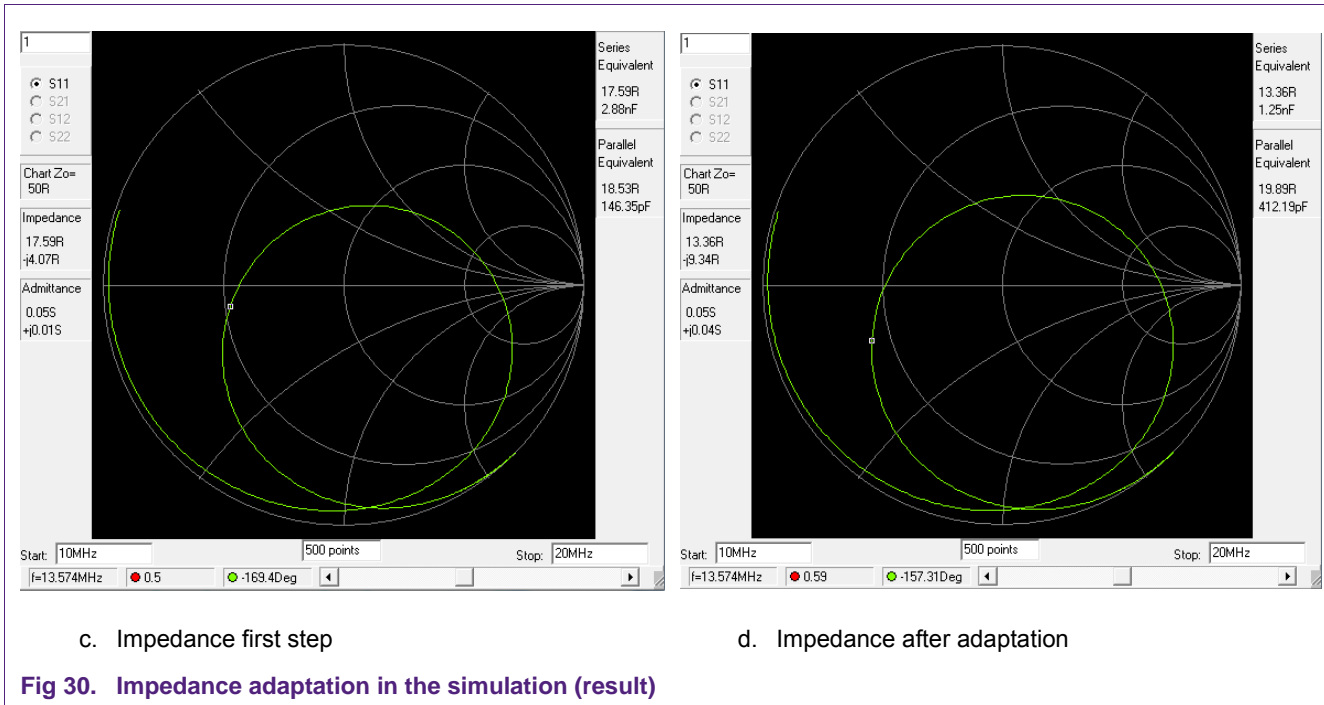 1
S11
S21
S12
S22
Chart Zo=
50R
Impedance
17.59R
-j4.07R
Admittance
0.05S
+j0.01S
Series
Equivalent
17.59R
2.88nF
Parallel
Equivalent
18.53R
146.35pF
Start: 10MHz 500 points Stop: 20MHz
f=13.574MHz 0.5 -169.4Deg
1
S11
S21
S12
S22
Chart Zo=
50R
Impedance
13.36R
-j9.34R
Admittance
0.05S
+j0.04S
Series
Equivalent
13.36R
1.25nF
Parallel
Equivalent
19.89R
412.19pF
Start: 10MHz 500 points Stop: 20MHz
f=13.574MHz 0.59 -157.31Deg
c. Impedance first step
d. Impedance after adaptation
Fig 30. Impedance adaptation in the simulation (result)